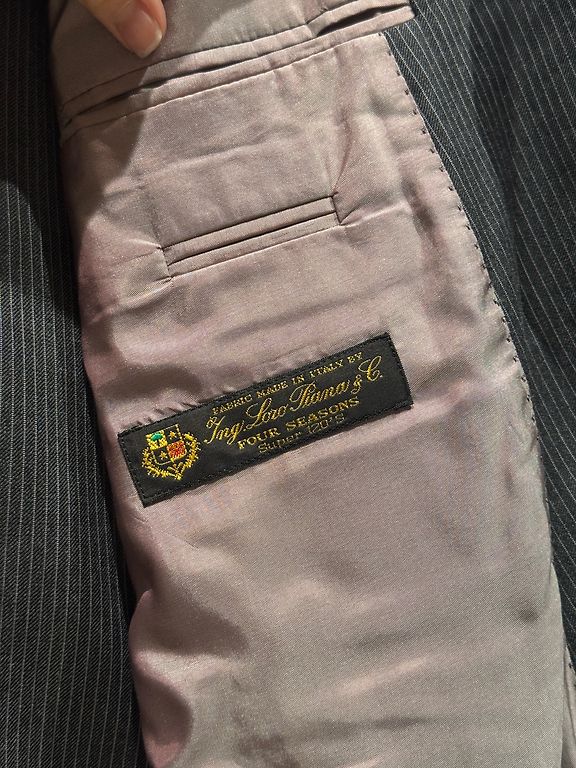 FABRIC MADE IN ITALY BY
Ing. Loro Piana & C.
FOUR SEASONS
Super 120'S